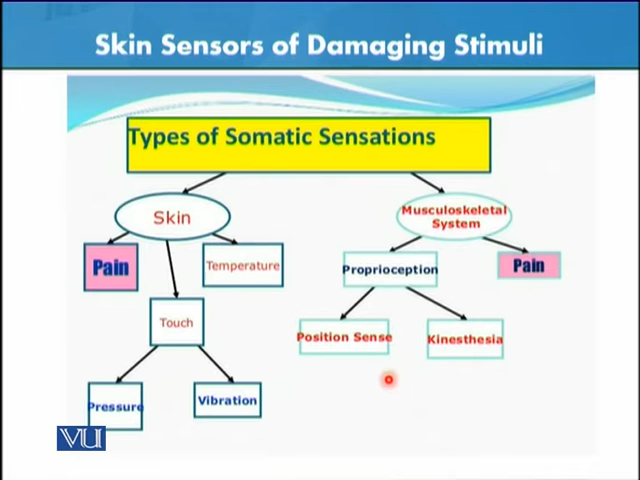 Skin Sensors of Damaging Stimuli
Types of Somatic Sensations
Skin
Musculoskeletal
System
Pain
Temperature
Proprioception
Pain
Touch
Position Sense
Kinesthesia
Pressure
Vibration
VU